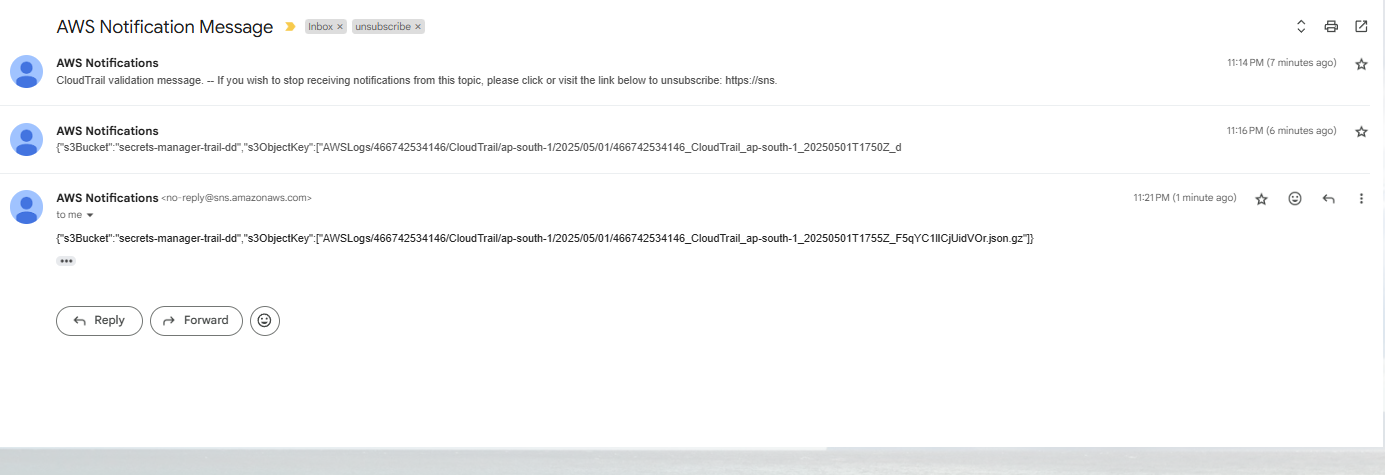 AWS Notification Message Inbox × unsubscribe ×
AWS Notifications 11:14 PM (7 minutes ago)
CloudTrail validation message. -- If you wish to stop receiving notifications from this topic, please click or visit the link below to unsubscribe: https://sns.
AWS Notifications 11:16 PM (6 minutes ago)
{"s3Bucket":"secrets-manager-trail-dd","s3ObjectKey":["AWSLogs/466742534146/CloudTrail/ap-south-1/2025/05/01/466742534146_CloudTrail_ap-south-1_20250501T1750Z_d
AWS Notifications <no-reply@sns.amazonaws.com> 11:21 PM (1 minute ago)
to me
{"s3Bucket":"secrets-manager-trail-dd","s3ObjectKey":["AWSLogs/466742534146/CloudTrail/ap-south-1/2025/05/01/466742534146_CloudTrail_ap-south-1_20250501T1755Z_F5qYC1lICjUidVOr.json.gz"]}
Reply Forward